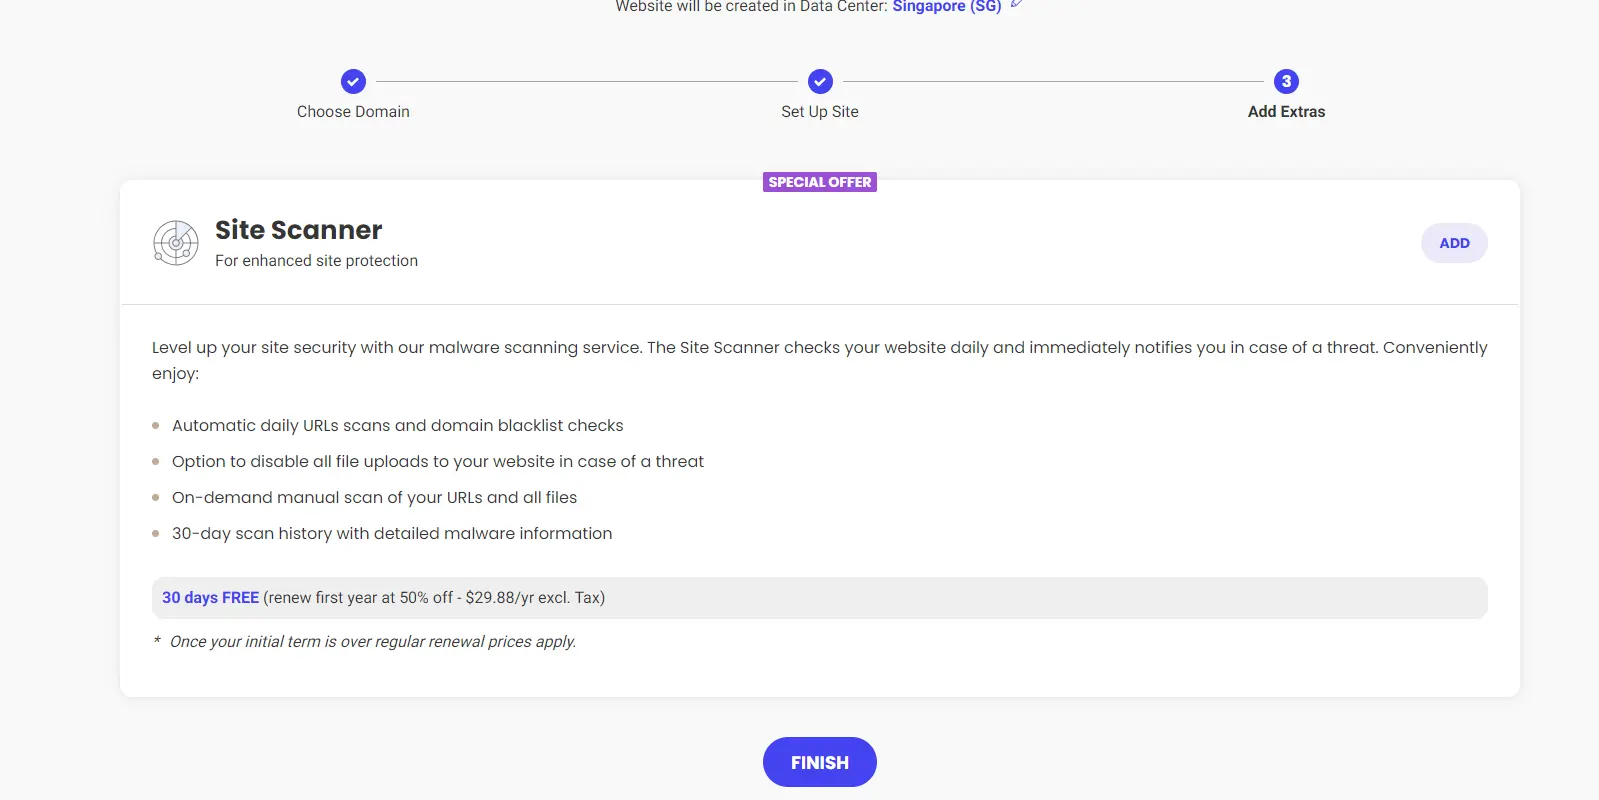 Website will be created in Data Center: Singapore (SG)
3
Choose Domain
Set Up Site
Add Extras
SPECIAL OFFER
Site Scanner
For enhanced site protection
ADD
Level up your site security with our malware scanning service. The Site Scanner checks your website daily and immediately notifies you in case of a threat. Conveniently
enjoy:
Automatic daily URLs scans and domain blacklist checks
Option to disable all file uploads to your website in case of a threat
On-demand manual scan of your URLs and all files
30-day scan history with detailed malware information
30 days FREE (renew first year at 50% off - $29.88/yr excl. Tax)
* Once your initial term is over regular renewal prices apply.
FINISH